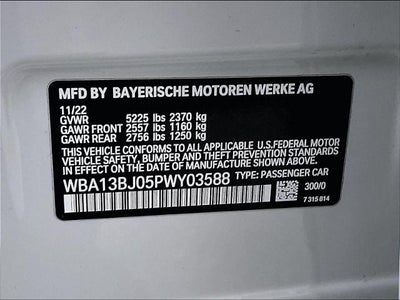 MFD BY BAYERISCHE MOTOREN WERKE AG
11/22
GVWR 5225 lbs 2370 kg
GAWR FRONT 2557 lbs 1160 kg
GAWR REAR 2756 lbs 1250 kg
THIS VEHICLE CONFORMS TO ALL APPLICABLE U.S.FEDERAL MOTOR
VEHICLE SAFETY, BUMPER, AND THEFT PREVENTION STANDARDS
IN EFFECT ON THE DATE OF MANUFACTURE SHOWN ABOVE.
WBA13BJ05PWY03588 TYPE: PASSENGER CAR
300/0
7 315 814